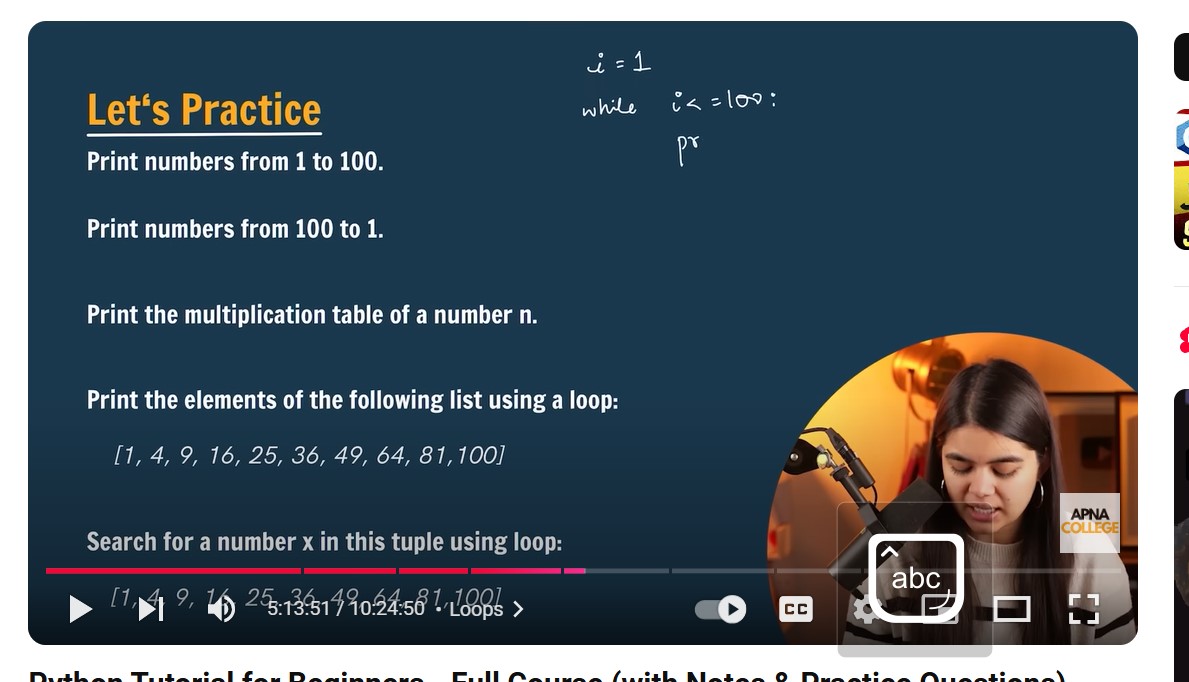 i = 1
while i <= 100:
pr
Let's Practice
Print numbers from 1 to 100.
Print numbers from 100 to 1.
Print the multiplication table of a number n.
Print the elements of the following list using a loop:
[1, 4, 9, 16, 25, 36, 49, 64, 81,100]
Search for a number x in this tuple using loop:
[1, 4, 9, 16, 25, 36, 49, 64, 81,100]
APNA
COLLEGE
abc
5:13:51 / 10:24:50 • Loops
CC
Python Tutorial for Beginners - Full Course (with Notes & Practice Questions)